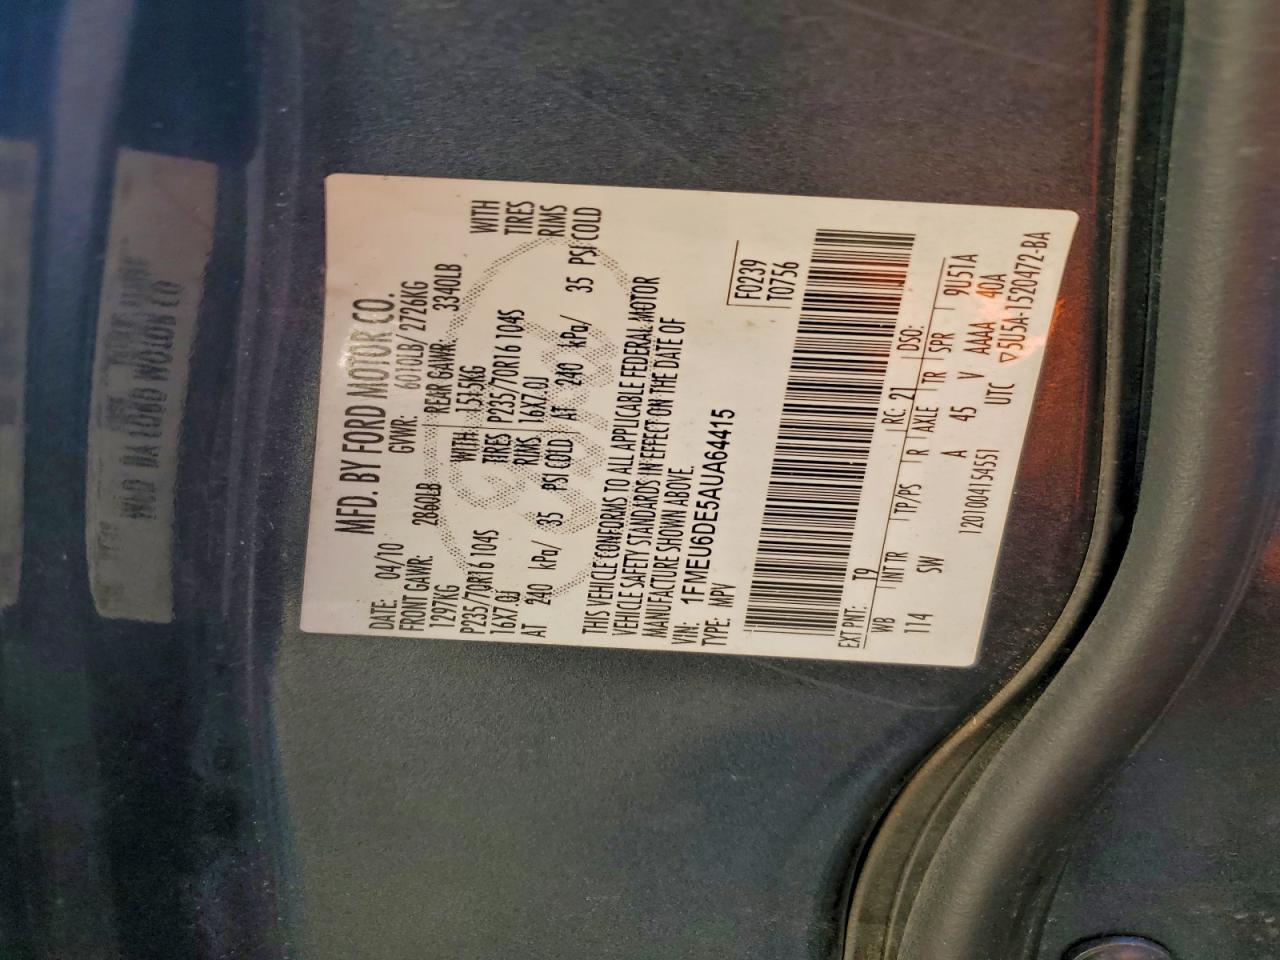 MFD. BY FORD MOTOR CO.
DATE: 04/10 GVWR: 6010LB/ 2726KG
FRONT GAWR: 2860LB REAR GAWR: 3340LB
1297KG WITH 1515KG WITH
P235/70R16 104S TIRES P235/70R16 104S TIRES
16X7.0J RIMS 16X7.0J RIMS
AT 240 kPa/ 35 PSI COLD AT 240 kPa/ 35 PSI COLD
THIS VEHICLE CONFORMS TO ALL APPLICABLE FEDERAL MOTOR
VEHICLE SAFETY STANDARDS IN EFFECT ON THE DATE OF
MANUFACTURE SHOWN ABOVE.
VIN: 1FMEU6DE5AUA64415
TYPE: MPV
F0239
T0756
EXT PNT: T9 RC: 21 DSO:
WB INT TR TP/PS R AXLE TR SPR 9U51A
114 SW A 45 V AAAA 40A
1201004154551 UTC ▽5U5A-1520472-BA